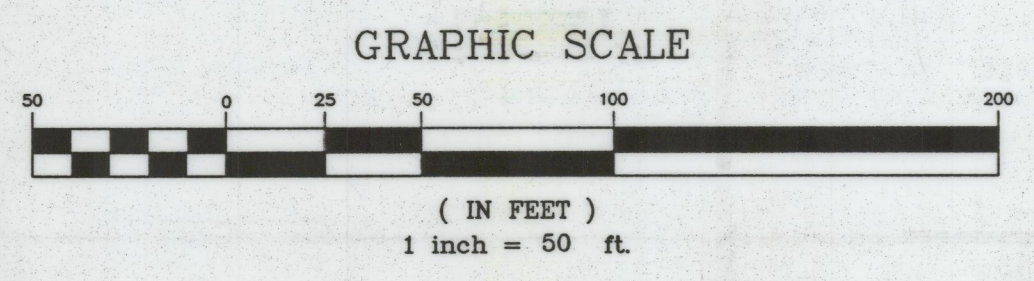 GRAPHIC SCALE
50 0 25 50 100 200
( IN FEET )
1 inch = 50 ft.